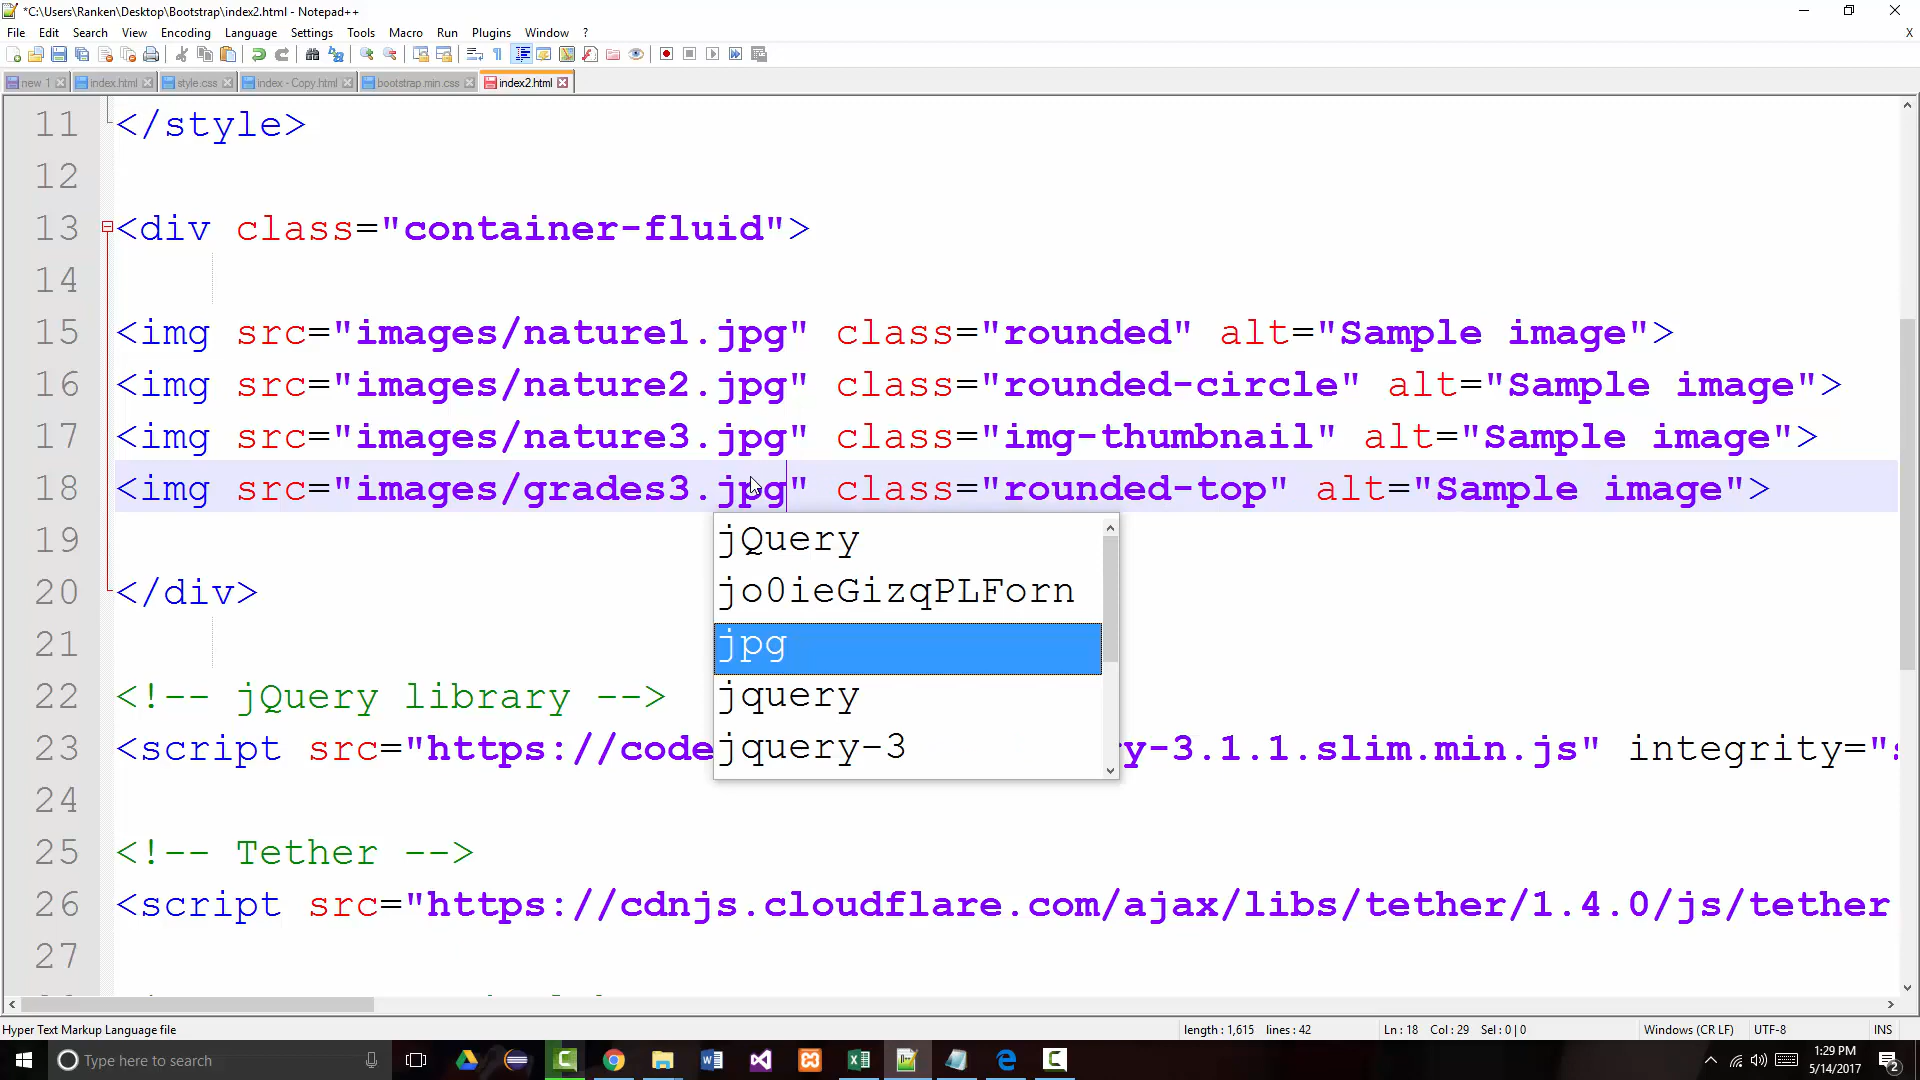 *C:\Users\Ranken\Desktop\Bootstrap\index2.html - Notepad++
File Edit Search View Encoding Language Settings Tools Macro Run Plugins Window ? X
new 1 index.html style.css index - Copy.html bootstrap.min.css index2.html
11 </style>
12
13 <div class="container-fluid">
14
15 <img src="images/nature1.jpg" class="rounded" alt="Sample image">
16 <img src="images/nature2.jpg" class="rounded-circle" alt="Sample image">
17 <img src="images/nature3.jpg" class="img-thumbnail" alt="Sample image">
18 <img src="images/grades3.jpg" class="rounded-top" alt="Sample image">
19
jQuery
jo0ieGizqPLForn
jpg
jquery
jquery-3
20 </div>
21
22 <!-- jQuery library -->
23 <script src="https://code y-3.1.1.slim.min.js" integrity="s
24
25 <!-- Tether -->
26 <script src="https://cdnjs.cloudflare.com/ajax/libs/tether/1.4.0/js/tether
27
Hyper Text Markup Language file length : 1,615 lines : 42 Ln : 18 Col : 29 Sel : 0 | 0 Windows (CR LF) UTF-8 INS
Type here to search
1:29 PM
5/14/2017
2